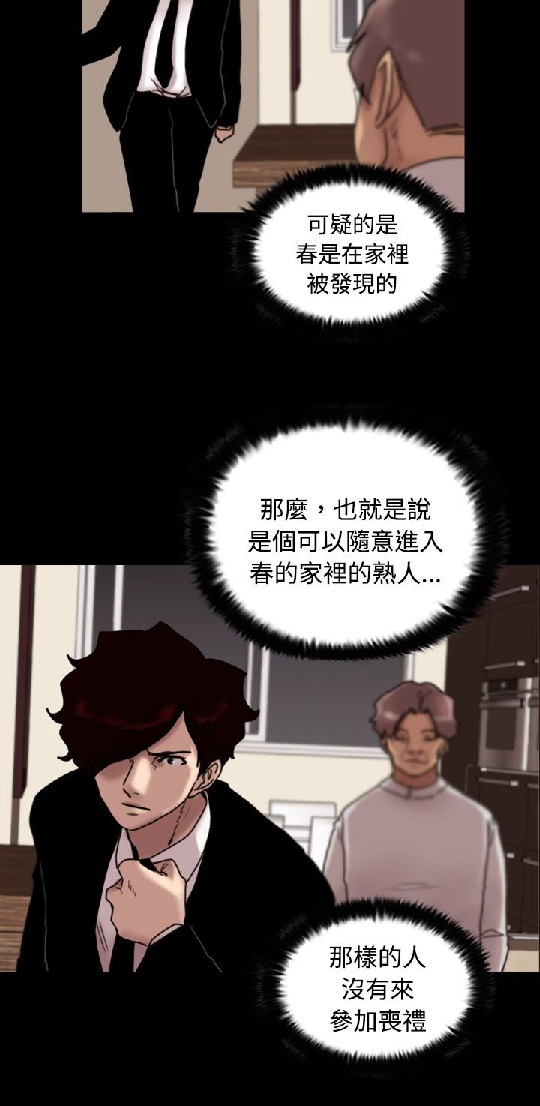 可疑的是
春是在家裡
被發現的
那麼，也就是說
是個可以隨意進入
春的家裡的熟人...
那樣的人
沒有來
參加喪禮